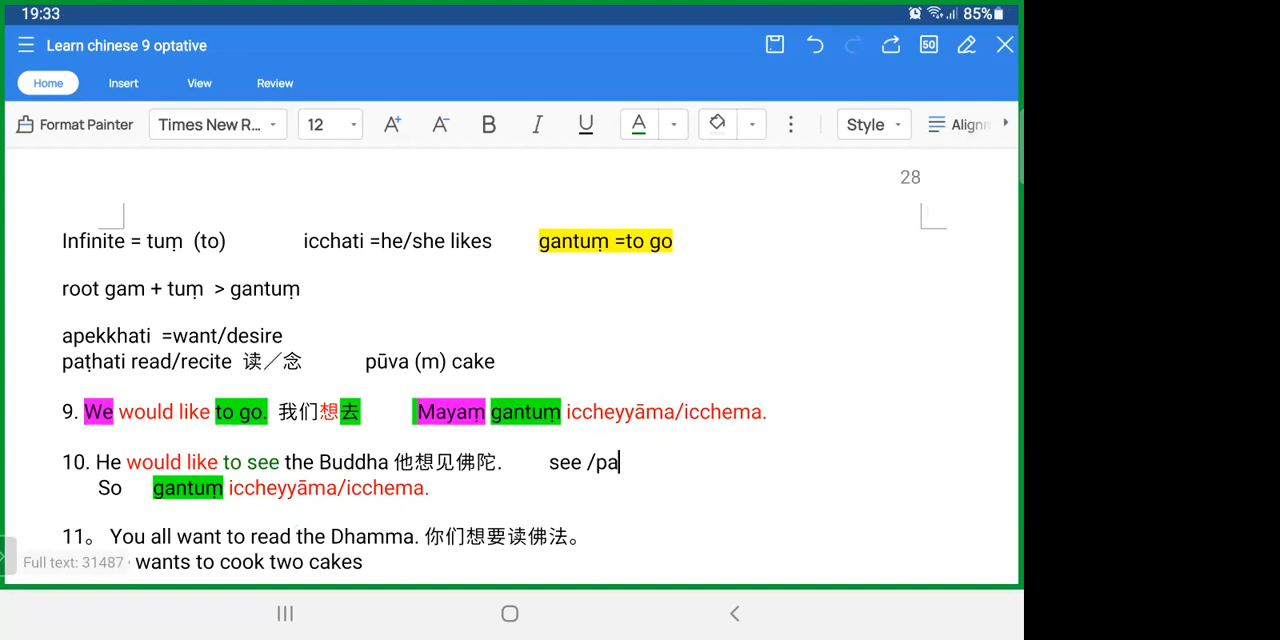 19:33 85%
Learn chinese 9 optative 50
Home Insert View Review
Format Painter Times New R... 12 A+ A- B I U A Style Alignn
28
Infinite = tuṃ (to) icchati =he/she likes gantuṃ =to go
root gam + tuṃ > gantuṃ
apekkhati =want/desire
paṭhati read/recite 读／念 pūva (m) cake
9. We would like to go. 我们想去 Mayaṃ gantuṃ iccheyyāma/icchema.
10. He would like to see the Buddha 他想见佛陀. see /pa
So gantuṃ iccheyyāma/icchema.
11。 You all want to read the Dhamma. 你们想要读佛法。
Full text: 31487 · wants to cook two cakes